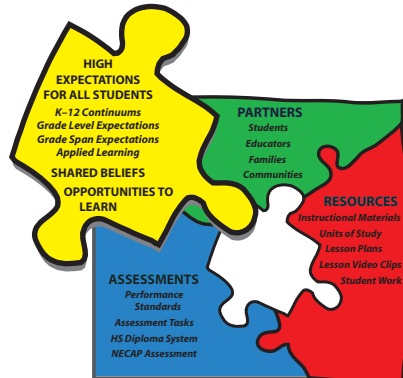 HIGH
EXPECTATIONS
FOR ALL STUDENTS
K–12 Continuums
Grade Level Expectations
Grade Span Expectations
Applied Learning
SHARED BELIEFS
OPPORTUNITIES TO
LEARN
PARTNERS
Students
Educators
Families
Communities
RESOURCES
Instructional Materials
Units of Study
Lesson Plans
Lesson Video Clips
Student Work
ASSESSMENTS
Performance
Standards
Assessment Tasks
HS Diploma System
NECAP Assessment